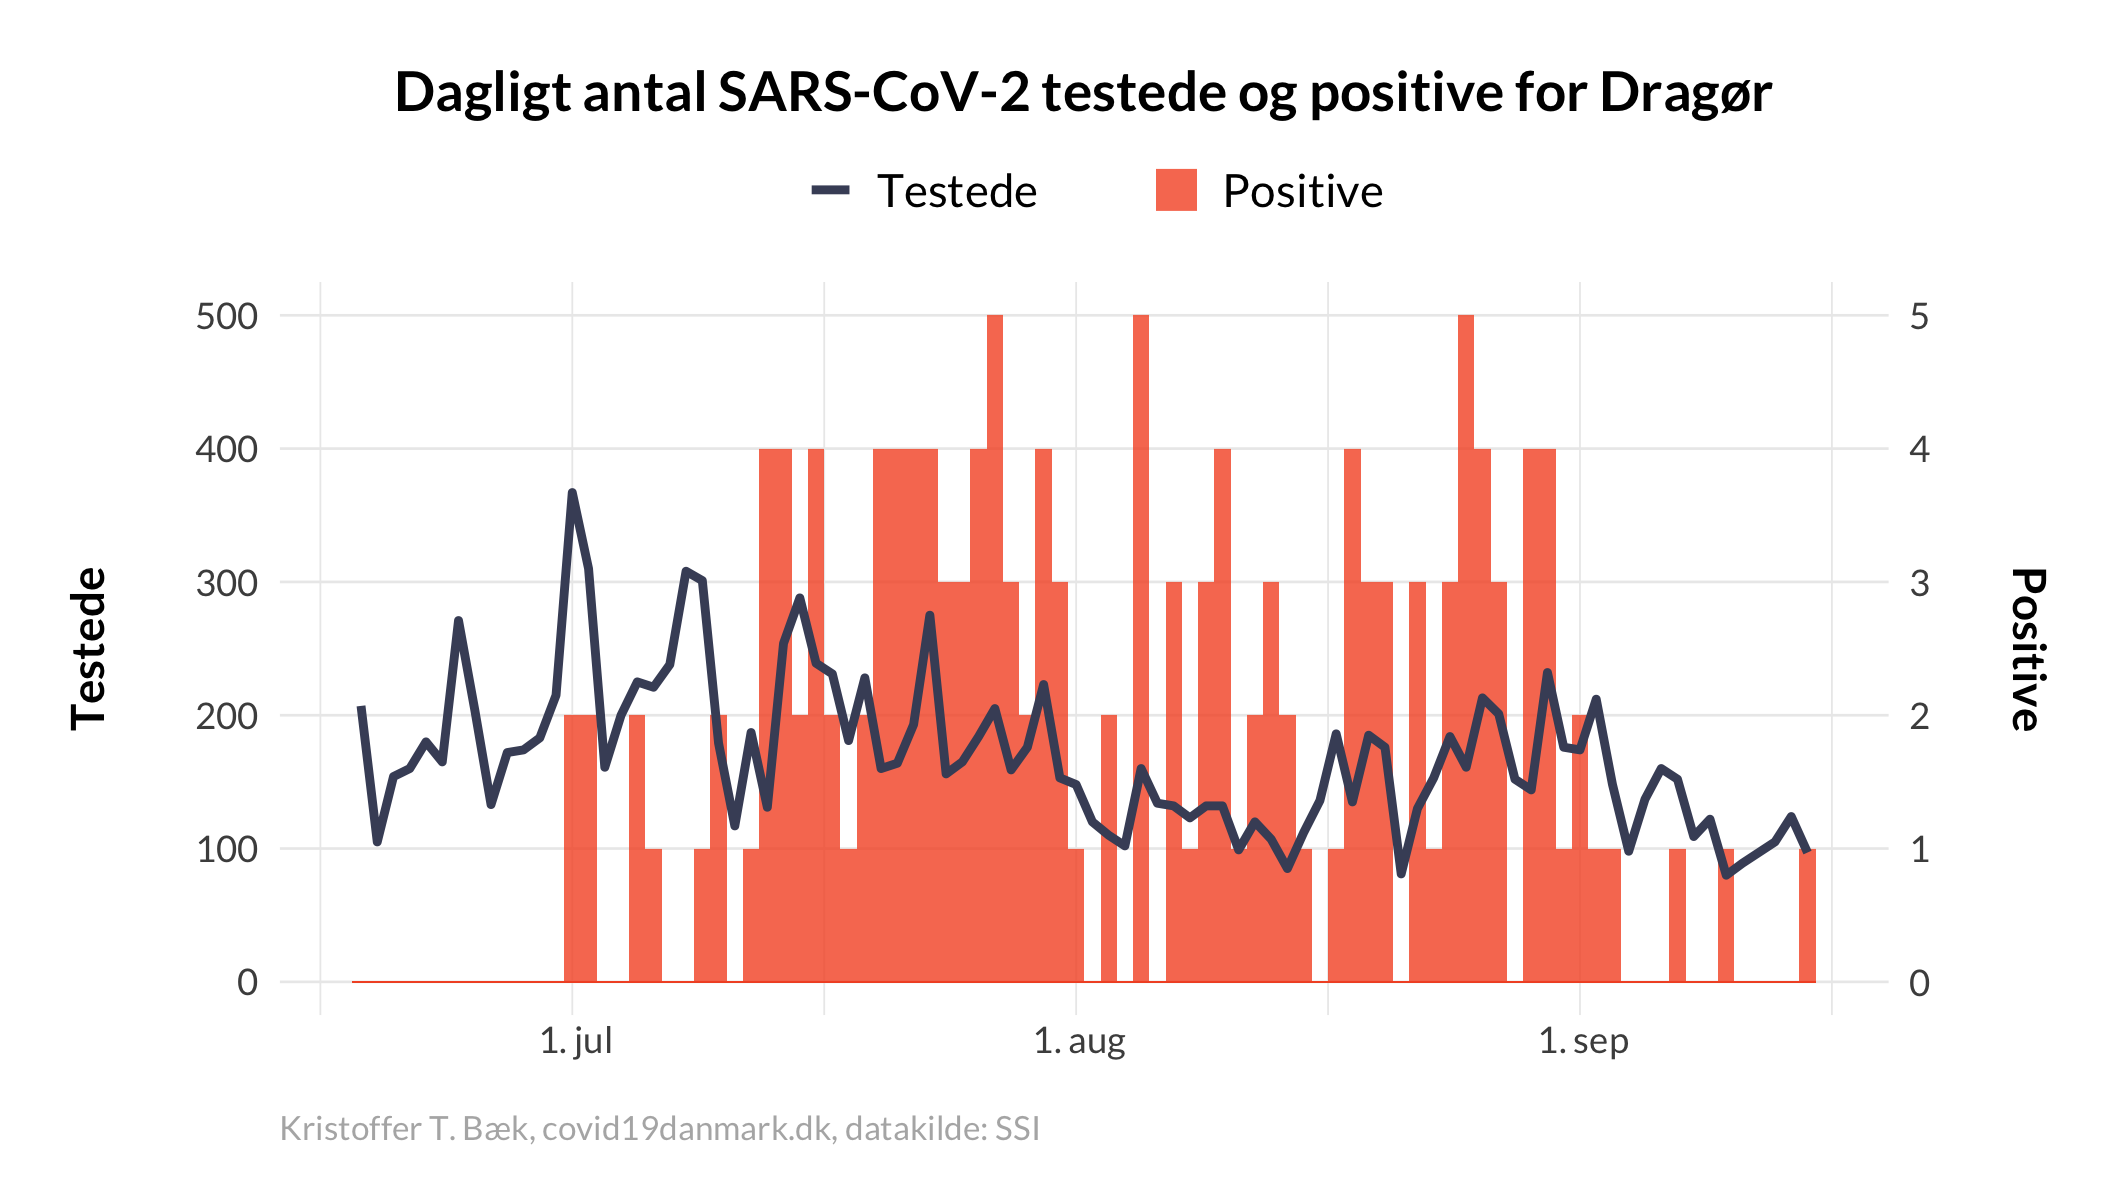 Dagligt antal SARS-CoV-2 testede og positive for Dragør
Testede
Positive
500
400
300
200
100
0
5
4
3
2
1
0
Testede
Positive
1. jul
1. aug
1. sep
Kristoffer T. Bæk, covid19danmark.dk, datakilde: SSI